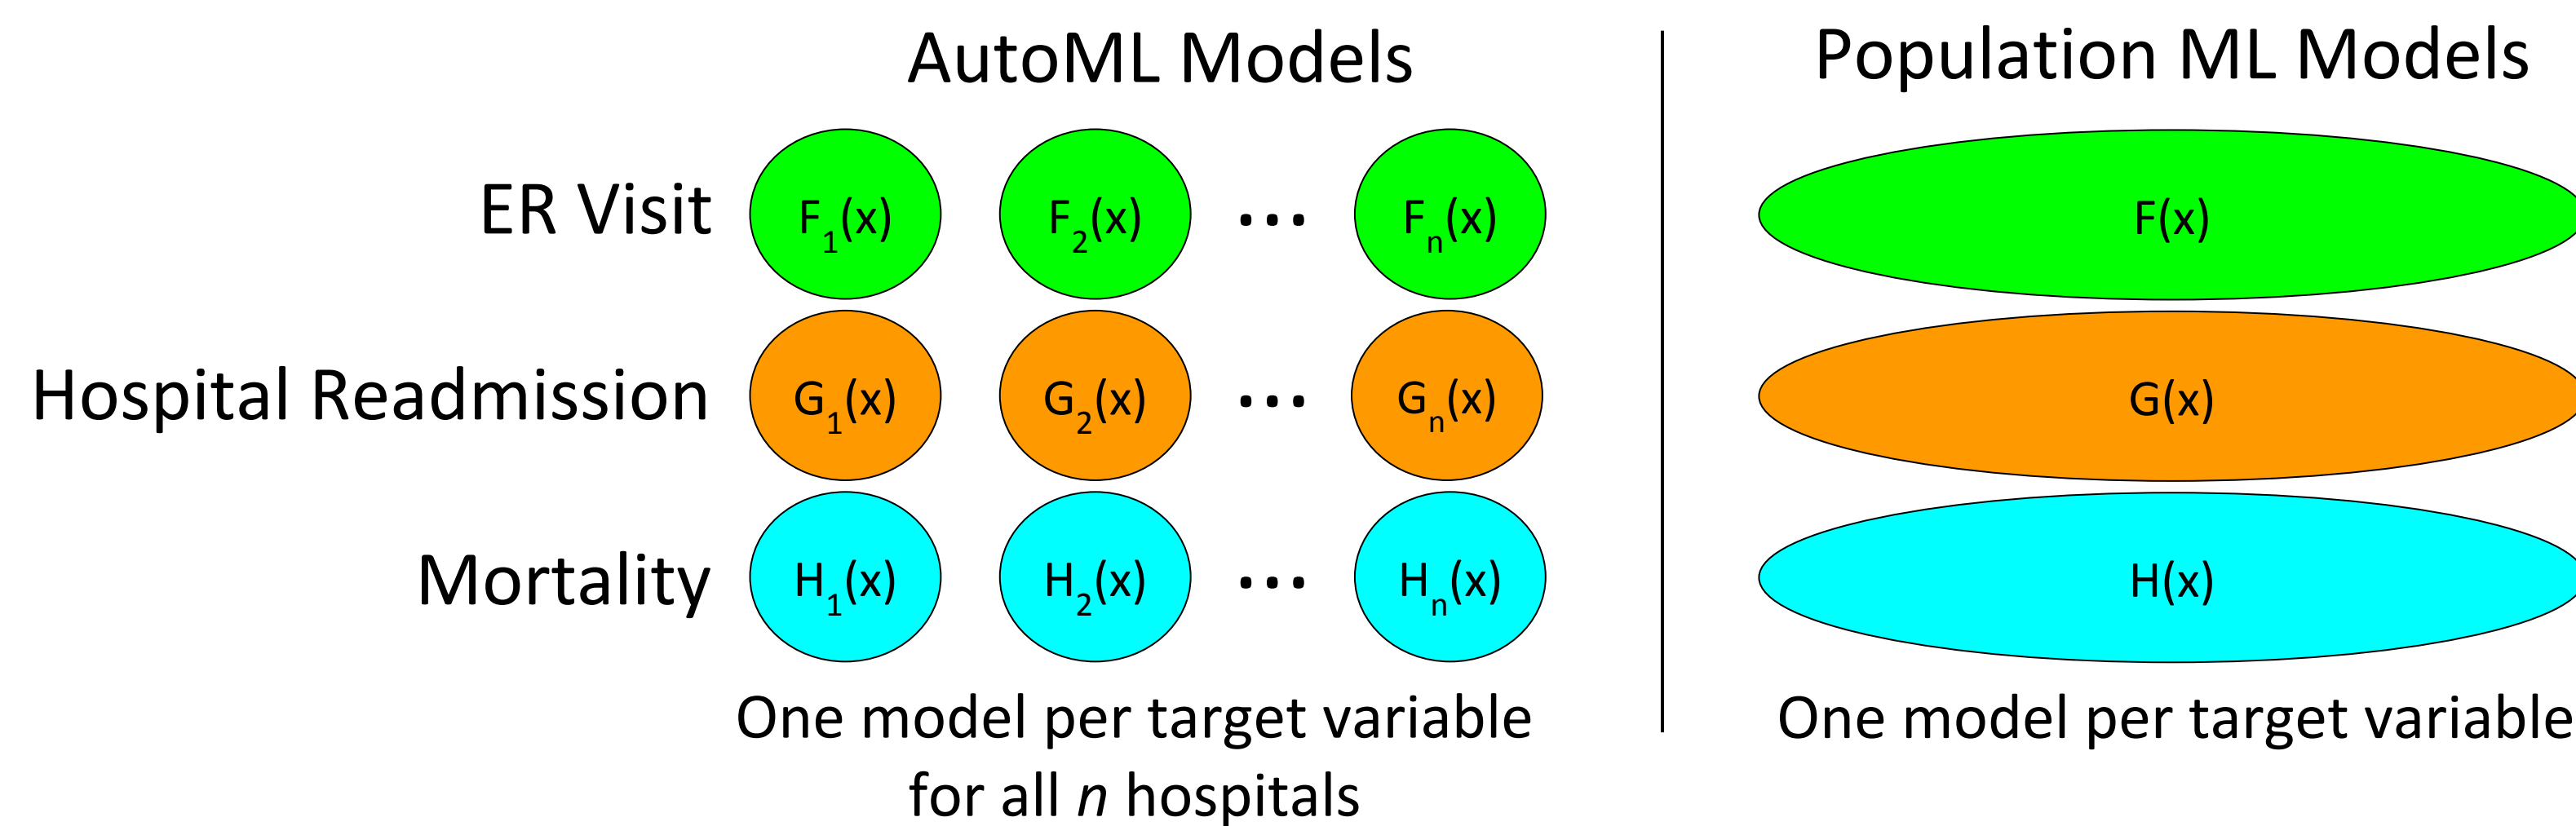 AutoML Models
Population ML Models
ER Visit
F₁(x)
F₂(x)
...
Fₙ(x)
F(x)
Hospital Readmission
G₁(x)
G₂(x)
...
Gₙ(x)
G(x)
Mortality
H₁(x)
H₂(x)
...
Hₙ(x)
H(x)
One model per target variable
for all n hospitals
One model per target variable